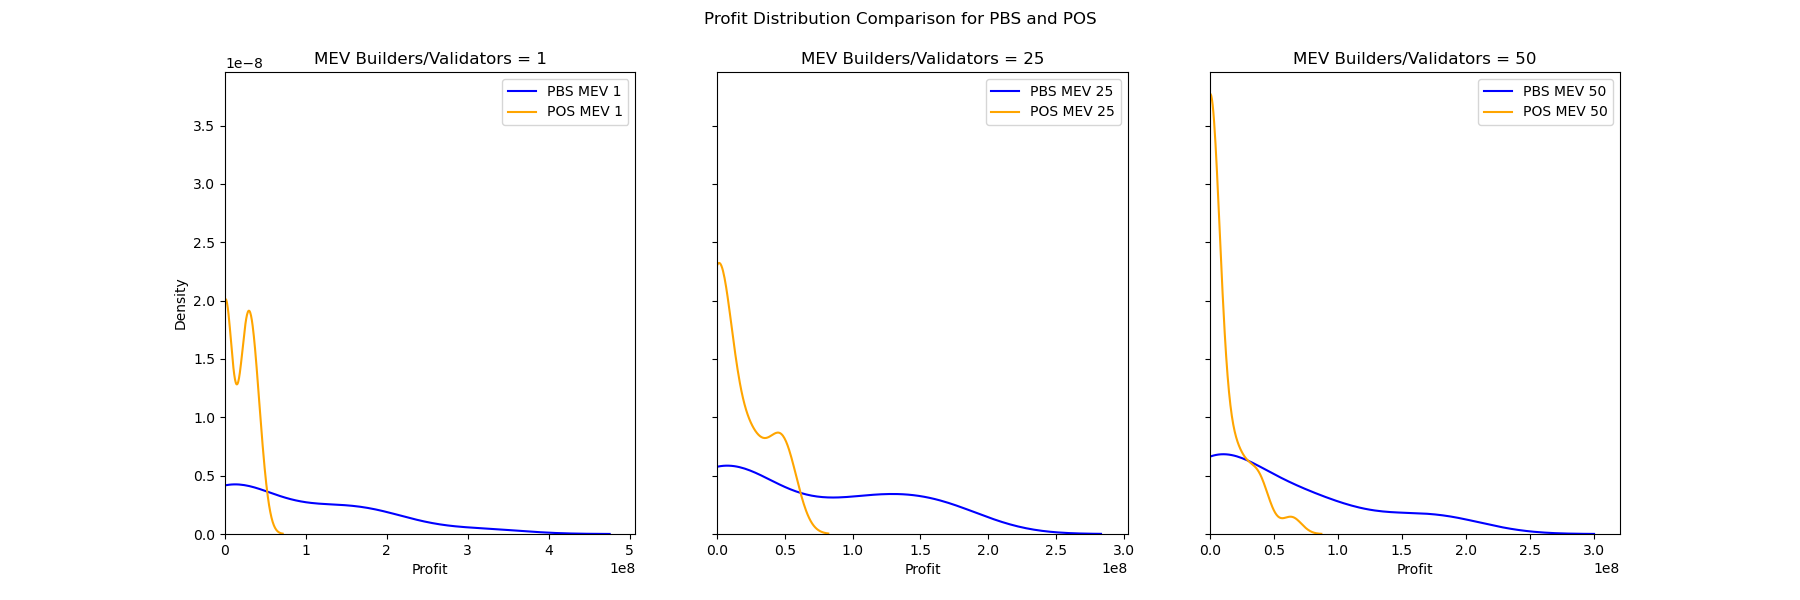 Profit Distribution Comparison for PBS and POS
MEV Builders/Validators = 1
1e−8
PBS MEV 1
POS MEV 1
3.5
3.0
2.5
2.0
1.5
1.0
0.5
0.0
Density
0 1 2 3 4 5
Profit
1e8
MEV Builders/Validators = 25
PBS MEV 25
POS MEV 25
0.0 0.5 1.0 1.5 2.0 2.5 3.0
Profit
1e8
MEV Builders/Validators = 50
PBS MEV 50
POS MEV 50
0.0 0.5 1.0 1.5 2.0 2.5 3.0
Profit
1e8